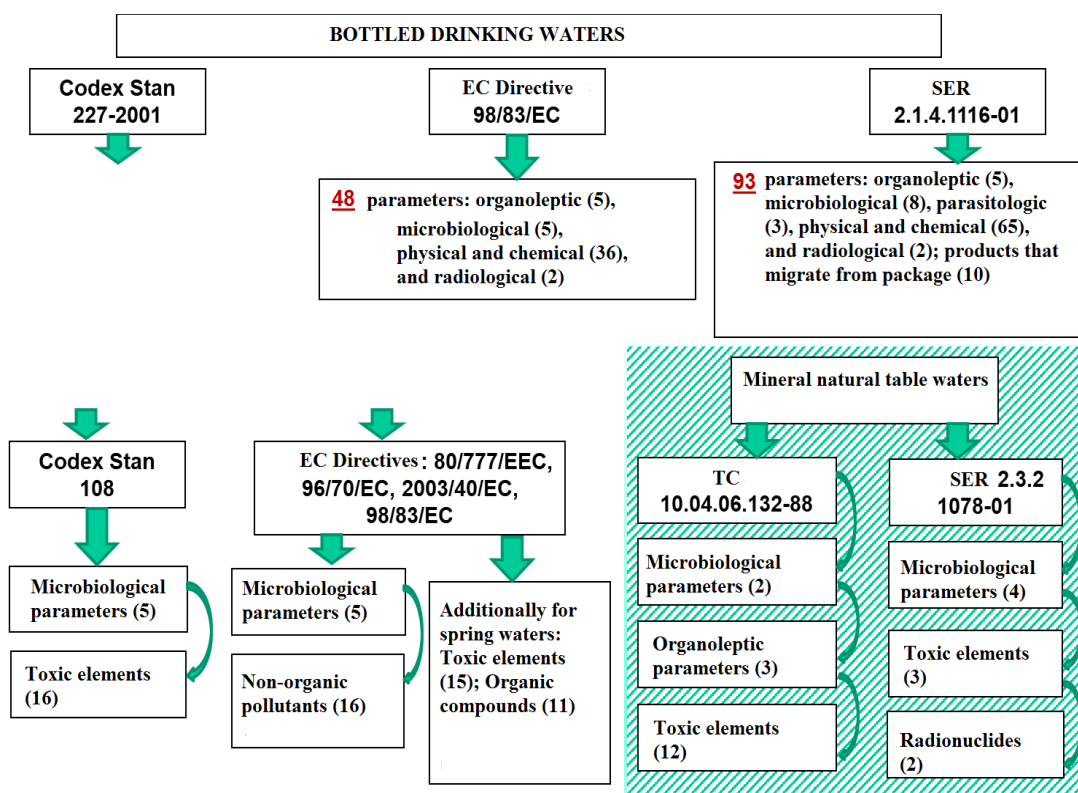 BOTTLED DRINKING WATERS
Codex Stan
227-2001
EC Directive
98/83/EC
SER
2.1.4.1116-01
48 parameters: organoleptic (5),
microbiological (5),
physical and chemical (36),
and radiological (2)
93 parameters: organoleptic (5),
microbiological (8), parasitologic
(3), physical and chemical (65),
and radiological (2); products that
migrate from package (10)
Mineral natural table waters
Codex Stan
108
EC Directives: 80/777/EEC,
96/70/EC, 2003/40/EC,
98/83/EC
TC
10.04.06.132-88
SER 2.3.2
1078-01
Microbiological
parameters (5)
Toxic elements
(16)
Microbiological
parameters (5)
Non-organic
pollutants (16)
Additionally for
spring waters:
Toxic elements
(15); Organic
compounds (11)
Microbiological
parameters (2)
Organoleptic
parameters (3)
Toxic elements
(12)
Microbiological
parameters (4)
Toxic elements
(3)
Radionuclides
(2)